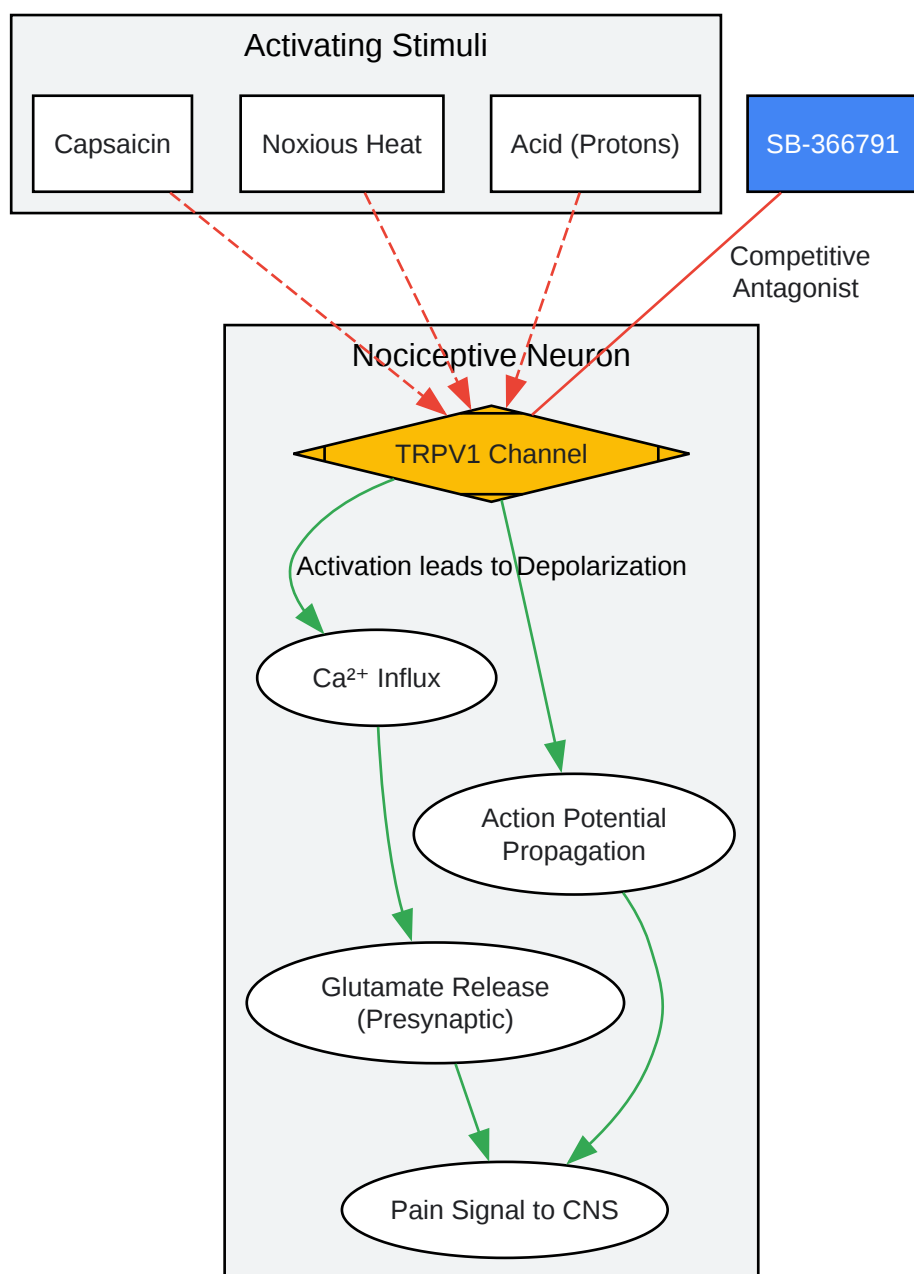 Activating Stimuli
Capsaicin
Noxious Heat
Acid (Protons)
SB-366791
Competitive
Antagonist
Nociceptive Neuron
TRPV1 Channel
Activation leads to
Depolarization
Ca²⁺ Influx
Action Potential
Propagation
Glutamate Release
(Presynaptic)
Pain Signal to CNS